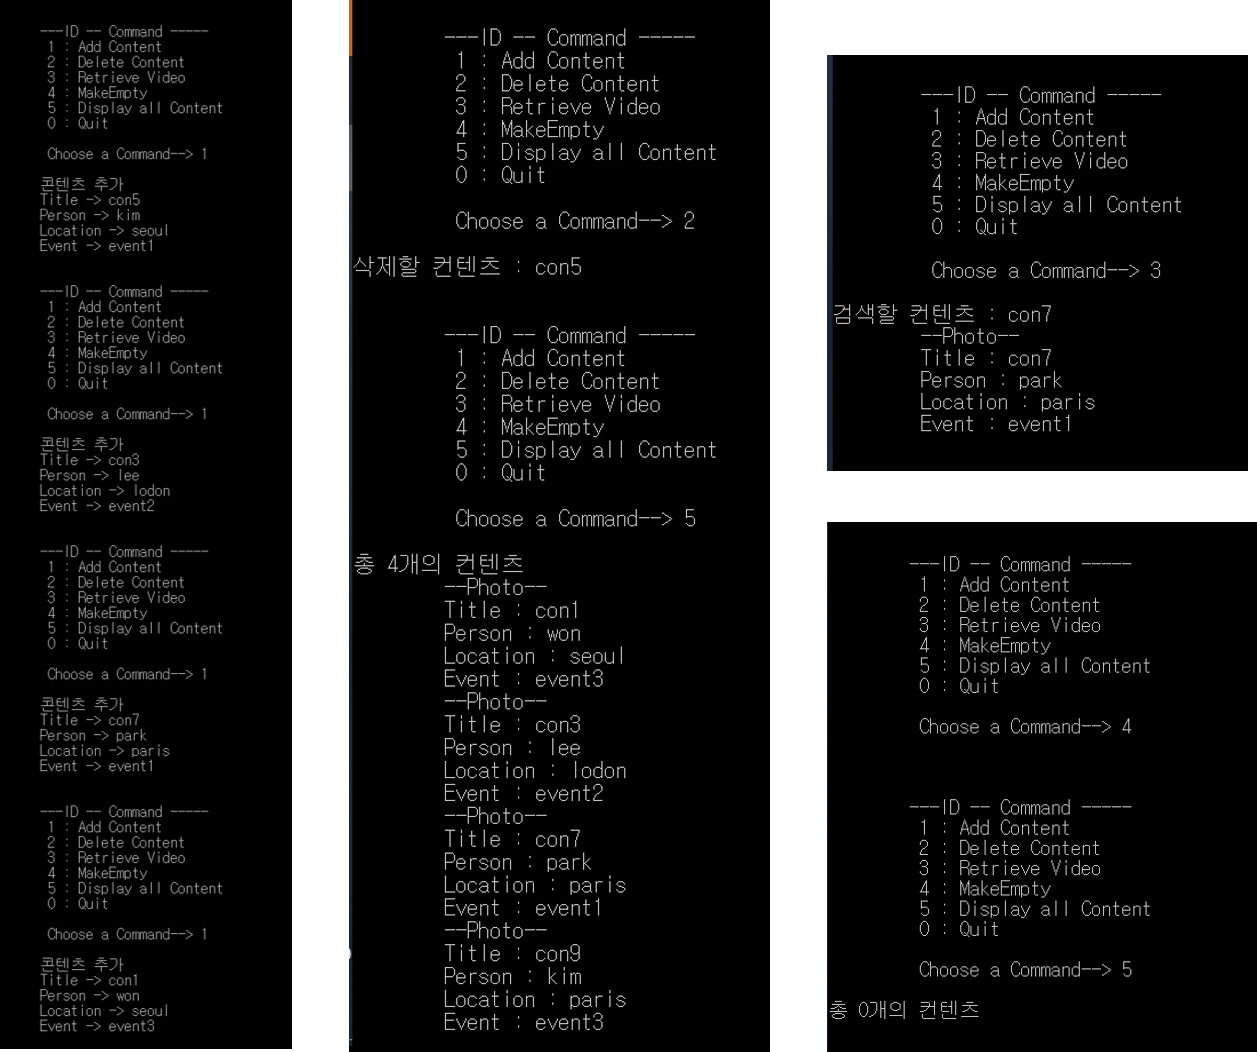 ---ID -- Command -----
1 : Add Content
2 : Delete Content
3 : Retrieve Video
4 : MakeEmpty
5 : Display all Content
0 : Quit
Choose a Command--> 1
콘텐츠 추가
Title -> con5
Person -> kim
Location -> seoul
Event -> event1
---ID -- Command -----
1 : Add Content
2 : Delete Content
3 : Retrieve Video
4 : MakeEmpty
5 : Display all Content
0 : Quit
Choose a Command--> 1
콘텐츠 추가
Title -> con3
Person -> lee
Location -> lodon
Event -> event2
---ID -- Command -----
1 : Add Content
2 : Delete Content
3 : Retrieve Video
4 : MakeEmpty
5 : Display all Content
0 : Quit
Choose a Command--> 1
콘텐츠 추가
Title -> con7
Person -> park
Location -> paris
Event -> event1
---ID -- Command -----
1 : Add Content
2 : Delete Content
3 : Retrieve Video
4 : MakeEmpty
5 : Display all Content
0 : Quit
Choose a Command--> 1
콘텐츠 추가
Title -> con1
Person -> won
Location -> seoul
Event -> event3
---ID -- Command -----
1 : Add Content
2 : Delete Content
3 : Retrieve Video
4 : MakeEmpty
5 : Display all Content
0 : Quit
Choose a Command--> 2
삭제할 컨텐츠 : con5
---ID -- Command -----
1 : Add Content
2 : Delete Content
3 : Retrieve Video
4 : MakeEmpty
5 : Display all Content
0 : Quit
Choose a Command--> 5
총 4개의 컨텐츠
--Photo--
Title : con1
Person : won
Location : seoul
Event : event3
--Photo--
Title : con3
Person : lee
Location : lodon
Event : event2
--Photo--
Title : con7
Person : park
Location : paris
Event : event1
--Photo--
Title : con9
Person : kim
Location : paris
Event : event3
---ID -- Command -----
1 : Add Content
2 : Delete Content
3 : Retrieve Video
4 : MakeEmpty
5 : Display all Content
0 : Quit
Choose a Command--> 3
검색할 컨텐츠 : con7
--Photo--
Title : con7
Person : park
Location : paris
Event : event1
---ID -- Command -----
1 : Add Content
2 : Delete Content
3 : Retrieve Video
4 : MakeEmpty
5 : Display all Content
0 : Quit
Choose a Command--> 4
---ID -- Command -----
1 : Add Content
2 : Delete Content
3 : Retrieve Video
4 : MakeEmpty
5 : Display all Content
0 : Quit
Choose a Command--> 5
총 0개의 컨텐츠